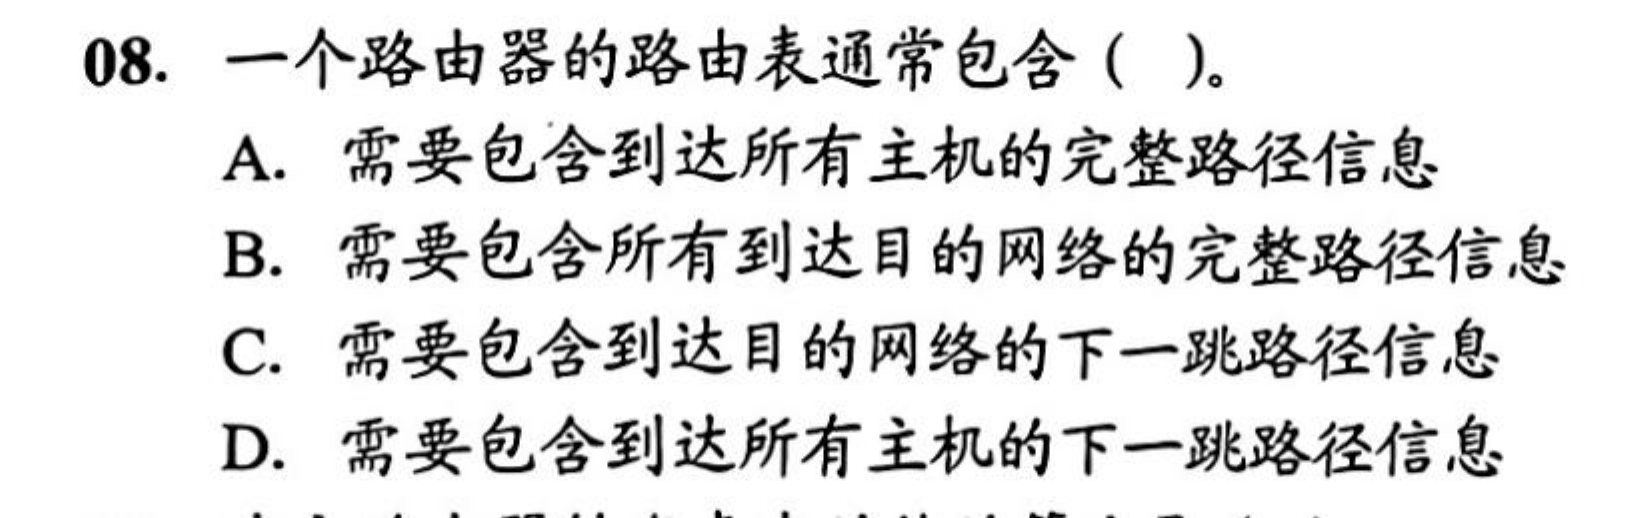 08. 一个路由器的路由表通常包含（ ）。
A. 需要包含到达所有主机的完整路径信息
B. 需要包含所有到达目的网络的完整路径信息
C. 需要包含到达目的网络的下一跳路径信息
D. 需要包含到达所有主机的下一跳路径信息